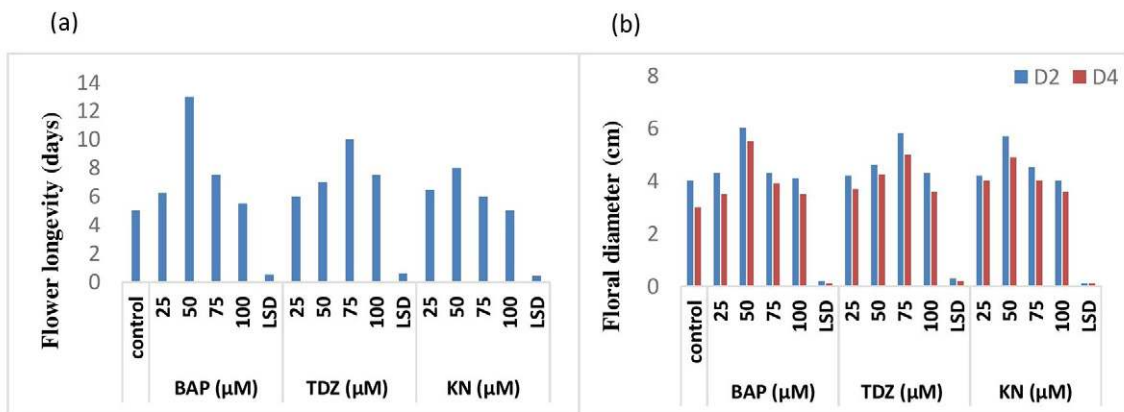 (a)
Flower longevity (days)
14
12
10
8
6
4
2
0
control
25
50
75
100
LSD
25
50
75
100
LSD
25
50
75
100
LSD
BAP (µM)
TDZ (µM)
KN (µM)
(b)
D2 D4
Floral diameter (cm)
8
6
4
2
0
control
25
50
75
100
LSD
25
50
75
100
LSD
25
50
75
100
LSD
BAP (µM)
TDZ (µM)
KN (µM)